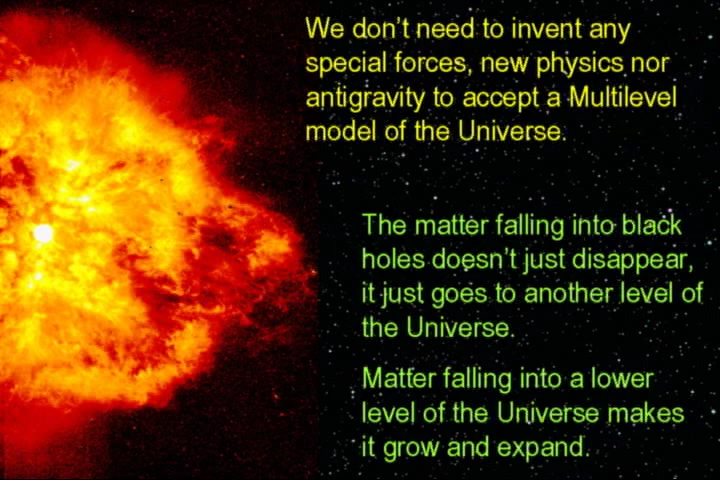 We don't need to invent any
special forces, new physics nor
antigravity to accept a Multilevel
model of the Universe.
The matter falling into black
holes doesn't just disappear,
it just goes to another level of
the Universe.
Matter falling into a lower
level of the Universe makes
it grow and expand.